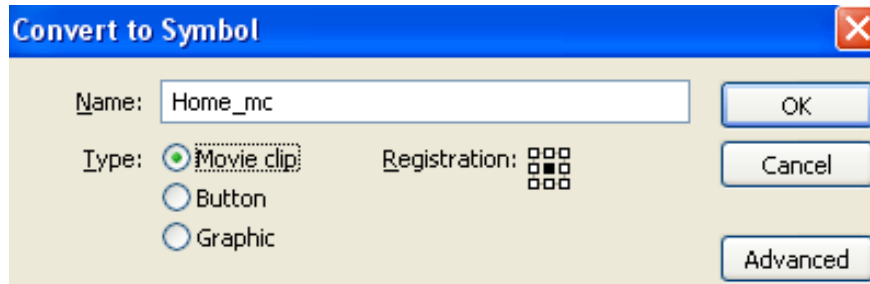 Convert to Symbol
Name: Home_mc
OK
Type: Movie clip
Registration:
Cancel
Button
Graphic
Advanced